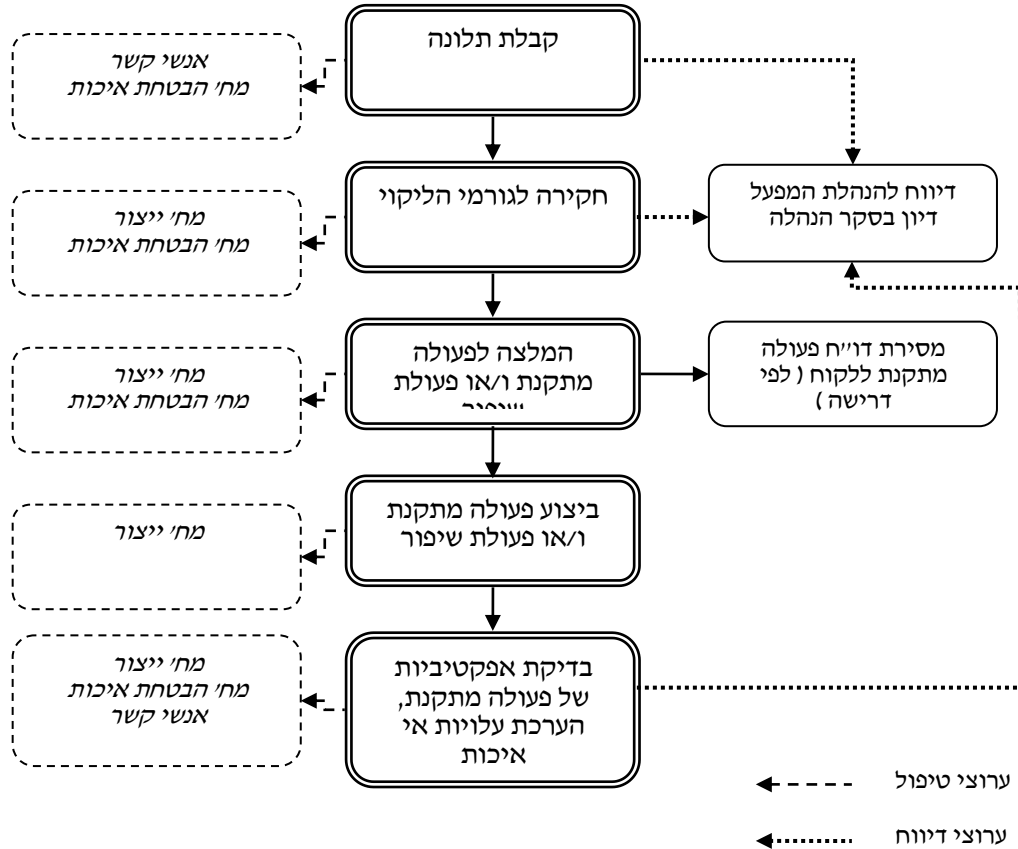 קבלת תלונה
אנשי קשר
מח׳ הבטחת איכות
חקירה לגורמי הליקוי
דיווח להנהלת המפעל
דיון בסקר הנהלה
מח׳ ייצור
מח׳ הבטחת איכות
המלצה לפעולה
מתקנת ו/או פעולת
מסירת דו״ח פעולה
מתקנת ללקוח ( לפי
דרישה )
מח׳ ייצור
מח׳ הבטחת איכות
ביצוע פעולה מתקנת
ו/או פעולת שיפור
מח׳ ייצור
בדיקת אפקטיביות
של פעולה מתקנת,
הערכת עלויות אי
איכות
מח׳ ייצור
מח׳ הבטחת איכות
אנשי קשר
ערוצי טיפול
ערוצי דיווח